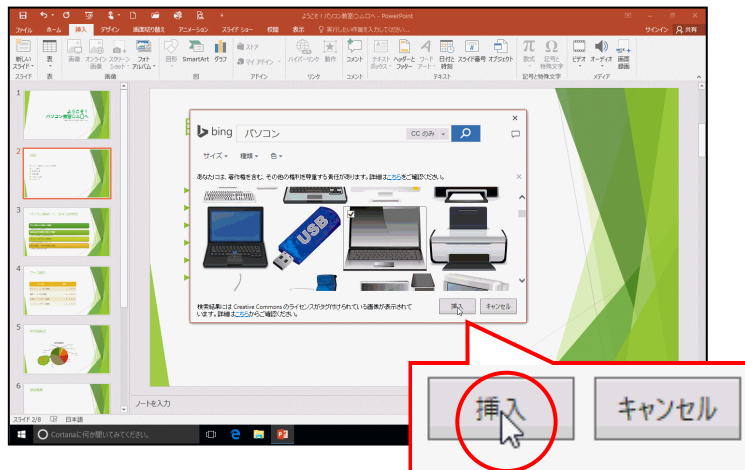 ようこそ！パソコン教室○△□へ - PowerPoint
ファイル ホーム 挿入 デザイン 画面切り替え アニメーション スライド ショー 校閲 表示 実行したい作業を入力してください... サインイン 共有
新しいスライド 表 画像 オンライン画像 スクリーンショット フォトアルバム 図形 SmartArt グラフ ストア マイ アドイン ハイパーリンク 動作 コメント テキストボックス ヘッダーとフッター ワードアート 日付と時刻 スライド番号 オブジェクト 数式 記号と特殊文字 ビデオ オーディオ 画面録画
スライド 表 画像 図 アドイン リンク コメント テキスト 記号と特殊文字 メディア
1
ようこそ！
パソコン教室○△□へ
2
3
4
5
6
bing パソコン CC のみ
サイズ 種類 色
あなたには、著作権を含む、その他の権利を尊重する責任があります。詳細はこちらをご確認ください。
USB
検索結果には Creative Commons のライセンスがタグ付けられている画像が表示されて
います。詳細はこちらからご確認ください。
挿入 キャンセル
挿入 キャンセル
ノートを入力
スライド 2/8 日本語
Cortanaに何か聞いてみてください。